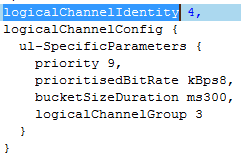 logicalChannelIdentity 4,
logicalChannelConfig {
  ul-SpecificParameters {
    priority 9,
    prioritisedBitRate kBps8,
    bucketSizeDuration ms300,
    logicalChannelGroup 3
  }
}